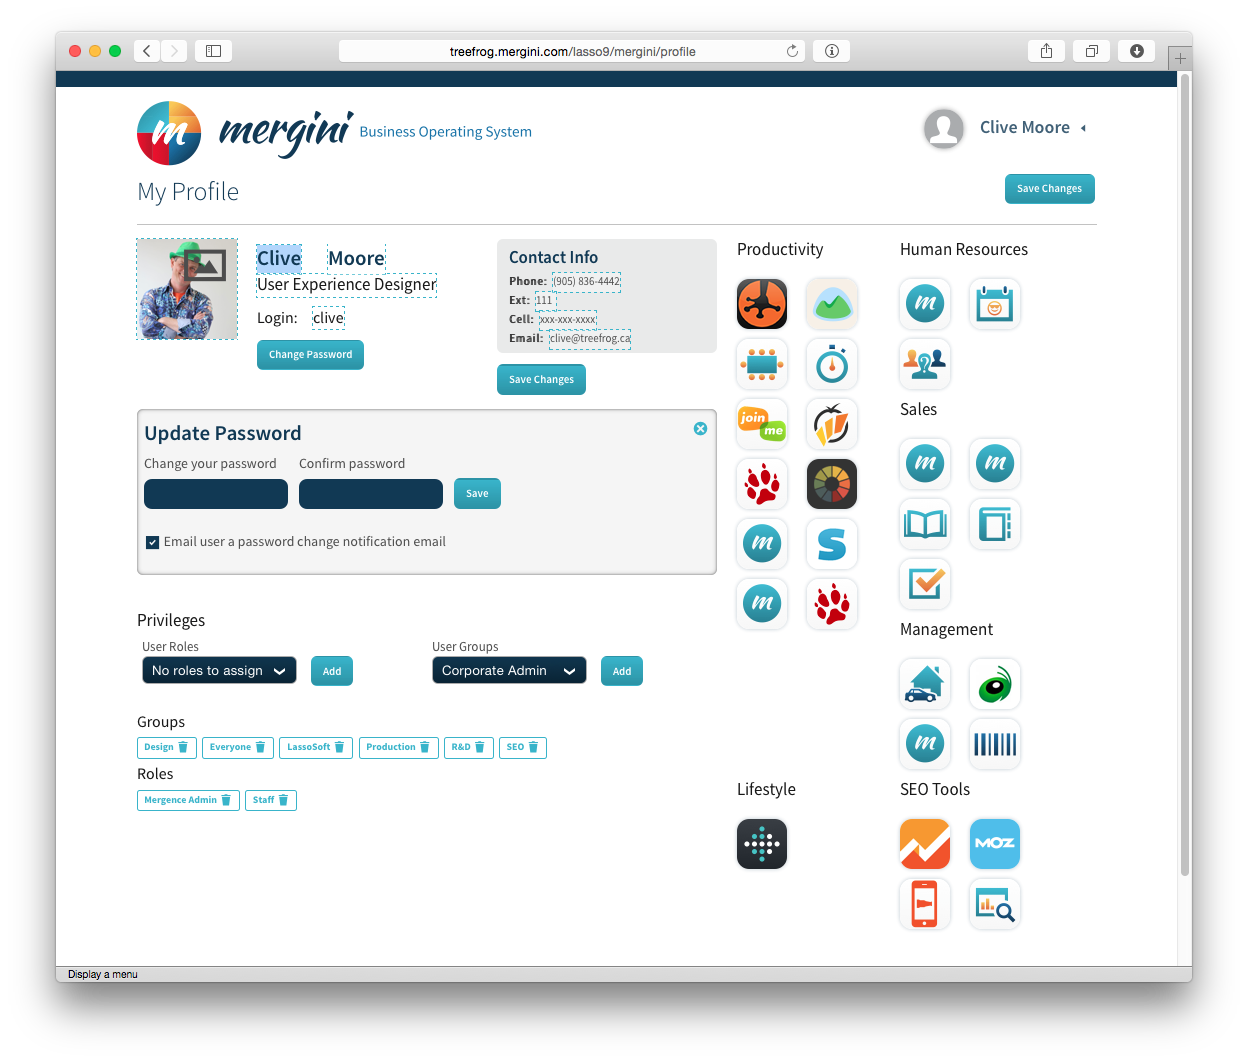 treefrog.mergini.com/lasso9/mergini/profile
m mergini Business Operating System
Clive Moore
My Profile
Save Changes
Clive Moore
User Experience Designer
Login: clive
Change Password
Contact Info
Phone: (905) 836-4442
Ext: 111
Cell: xxx-xxx-xxxx
Email: clive@treefrog.ca
Save Changes
Update Password
Change your password Confirm password
Save
Email user a password change notification email
Privileges
User Roles User Groups
No roles to assign Add Corporate Admin Add
Groups
Design Everyone LassoSoft Production R&D SEO
Roles
Mergence Admin Staff
Productivity
join
me
m
S
m
Lifestyle
Human Resources
m
Sales
m m
Management
m
SEO Tools
MOZ
Display a menu